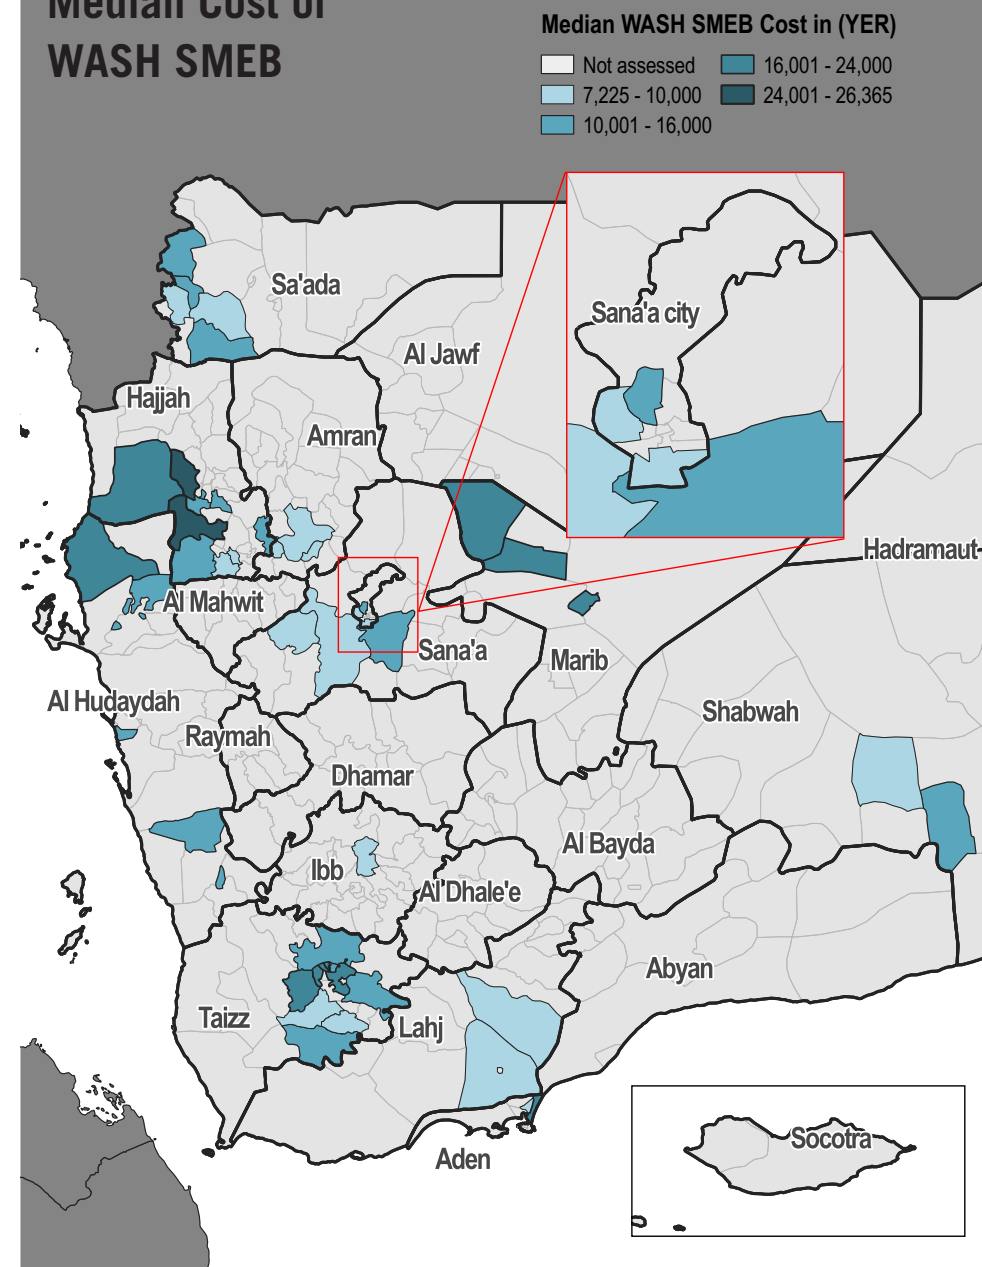 Median Cost of
WASH SMEB
Median WASH SMEB Cost in (YER)
Not assessed
16,001 - 24,000
7,225 - 10,000
24,001 - 26,365
10,001 - 16,000
Sa'ada
Sana'a city
Al Jawf
Hajjah
Amran
Hadramaut
Al Mahwit
Sana'a
Marib
Al Hudaydah
Shabwah
Raymah
Dhamar
Al Bayda
Ibb
Al Dhale'e
Abyan
Taizz
Lahj
Socotra
Aden